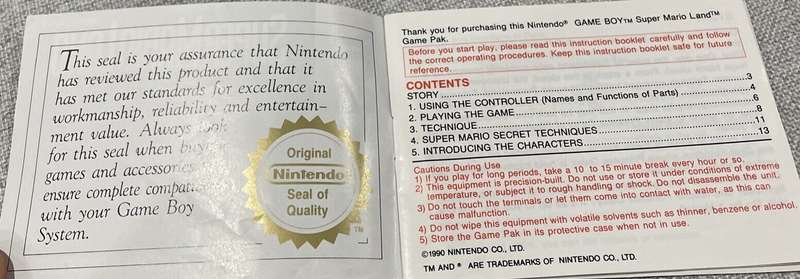 This seal is your assurance that Nintendo
has reviewed this product and that it
has met our standards for excellence in
workmanship, reliability and entertain-
ment value. Always look
for this seal when buying
games and accessories
ensure complete compati
with your Game Boy
System.
Original
Nintendo
Seal of
Quality
TM
Thank you for purchasing this Nintendo® GAME BOY™ Super Mario Land™
Game Pak.
Before you start play, please read this instruction booklet carefully and follow
the correct operating procedures. Keep this instruction booklet safe for future
reference.
CONTENTS
STORY...3
1. USING THE CONTROLLER (Names and Functions of Parts)...4
2. PLAYING THE GAME...6
3. TECHNIQUE...8
4. SUPER MARIO SECRET TECHNIQUES...11
5. INTRODUCING THE CHARACTERS...13
Cautions During Use
1) If you play for long periods, take a 10 to 15 minute break every hour or so.
2) This equipment is precision-built. Do not use or store it under conditions of extreme
temperature, or subject it to rough handling or shock. Do not disassemble the unit.
3) Do not touch the terminals or let them come into contact with water, as this can
cause malfunction.
4) Do not wipe this equipment with volatile solvents such as thinner, benzene or alcohol.
5) Store the Game Pak in its protective case when not in use.
©1990 NINTENDO CO., LTD.
TM AND ® ARE TRADEMARKS OF NINTENDO CO., LTD.